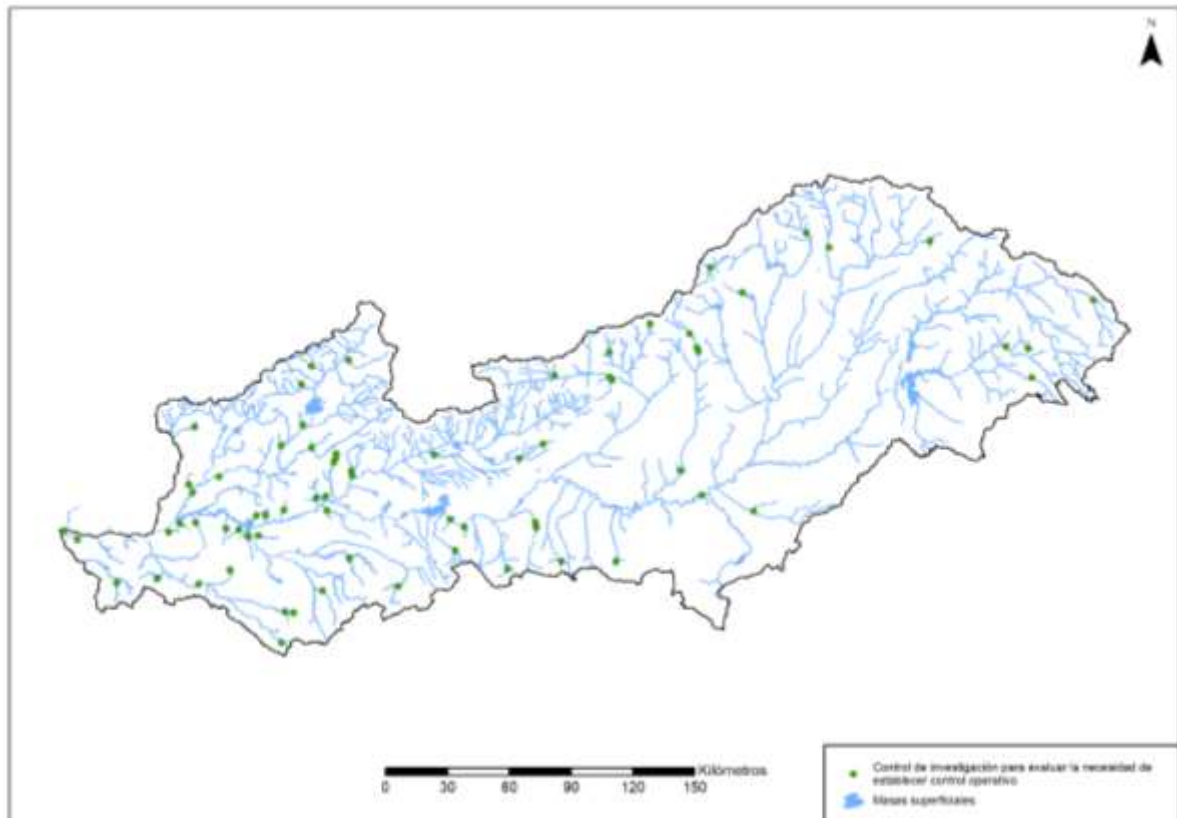 N
Kilómetros
0 30 60 90 120 150
Control de investigación para evaluar la necesidad de
establecer control operativo
Masas superficiales